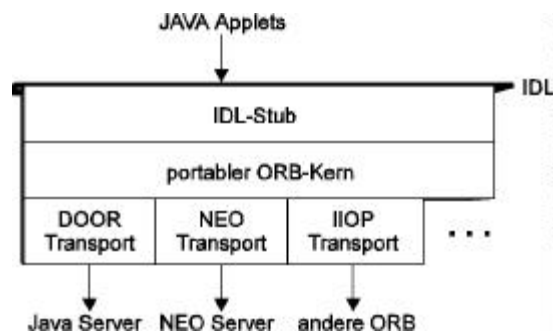 JAVA Applets
IDL
IDL-Stub
portabler ORB-Kern
DOOR Transport
NEO Transport
IIOP Transport
...
Java Server
NEO Server
andere ORB